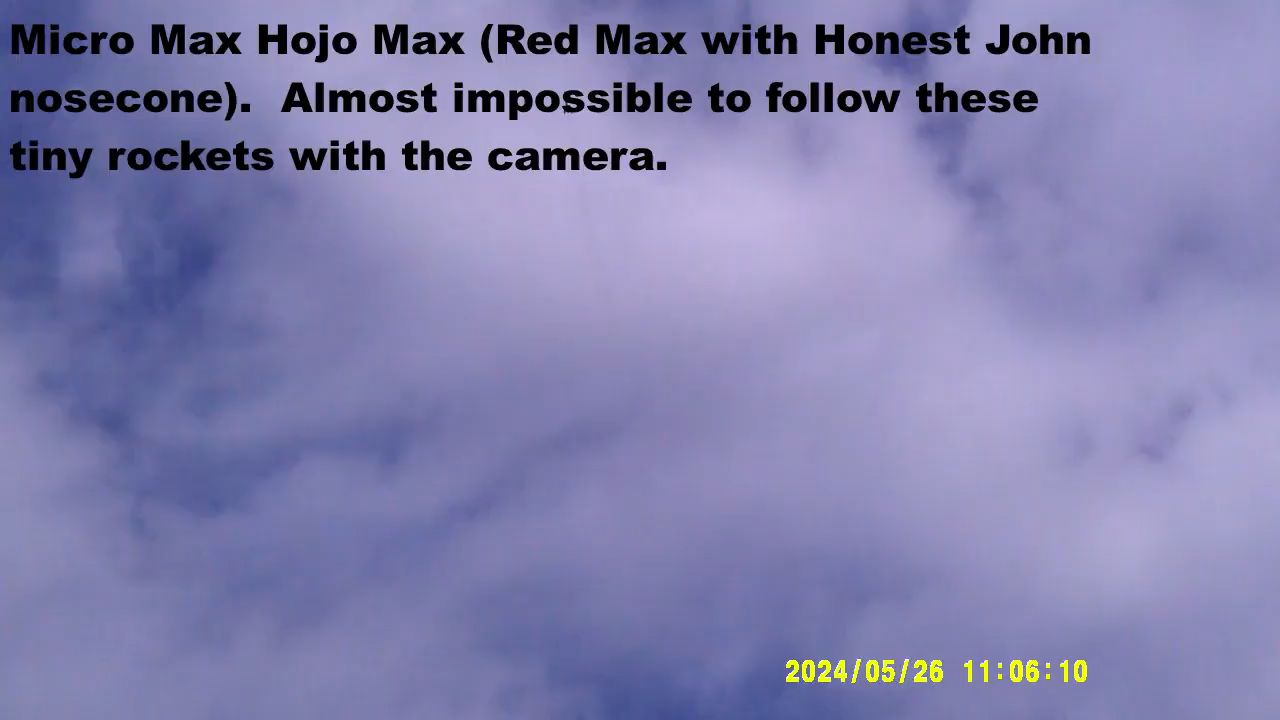 Micro Max Hojo Max (Red Max with Honest John
nosecone).  Almost impossible to follow these
tiny rockets with the camera.
2024/05/26 11:06:10